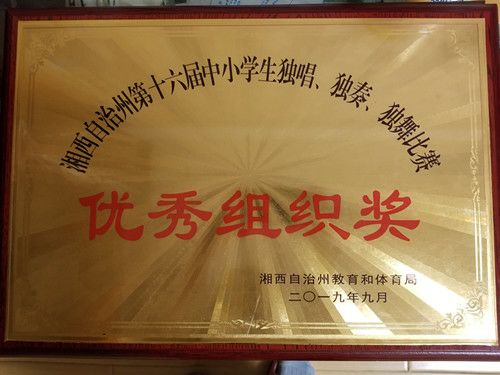 湘西自治州第十六届中小学生独唱、独奏、独舞比赛
优秀组织奖
湘西自治州教育和体育局
二〇一九年九月